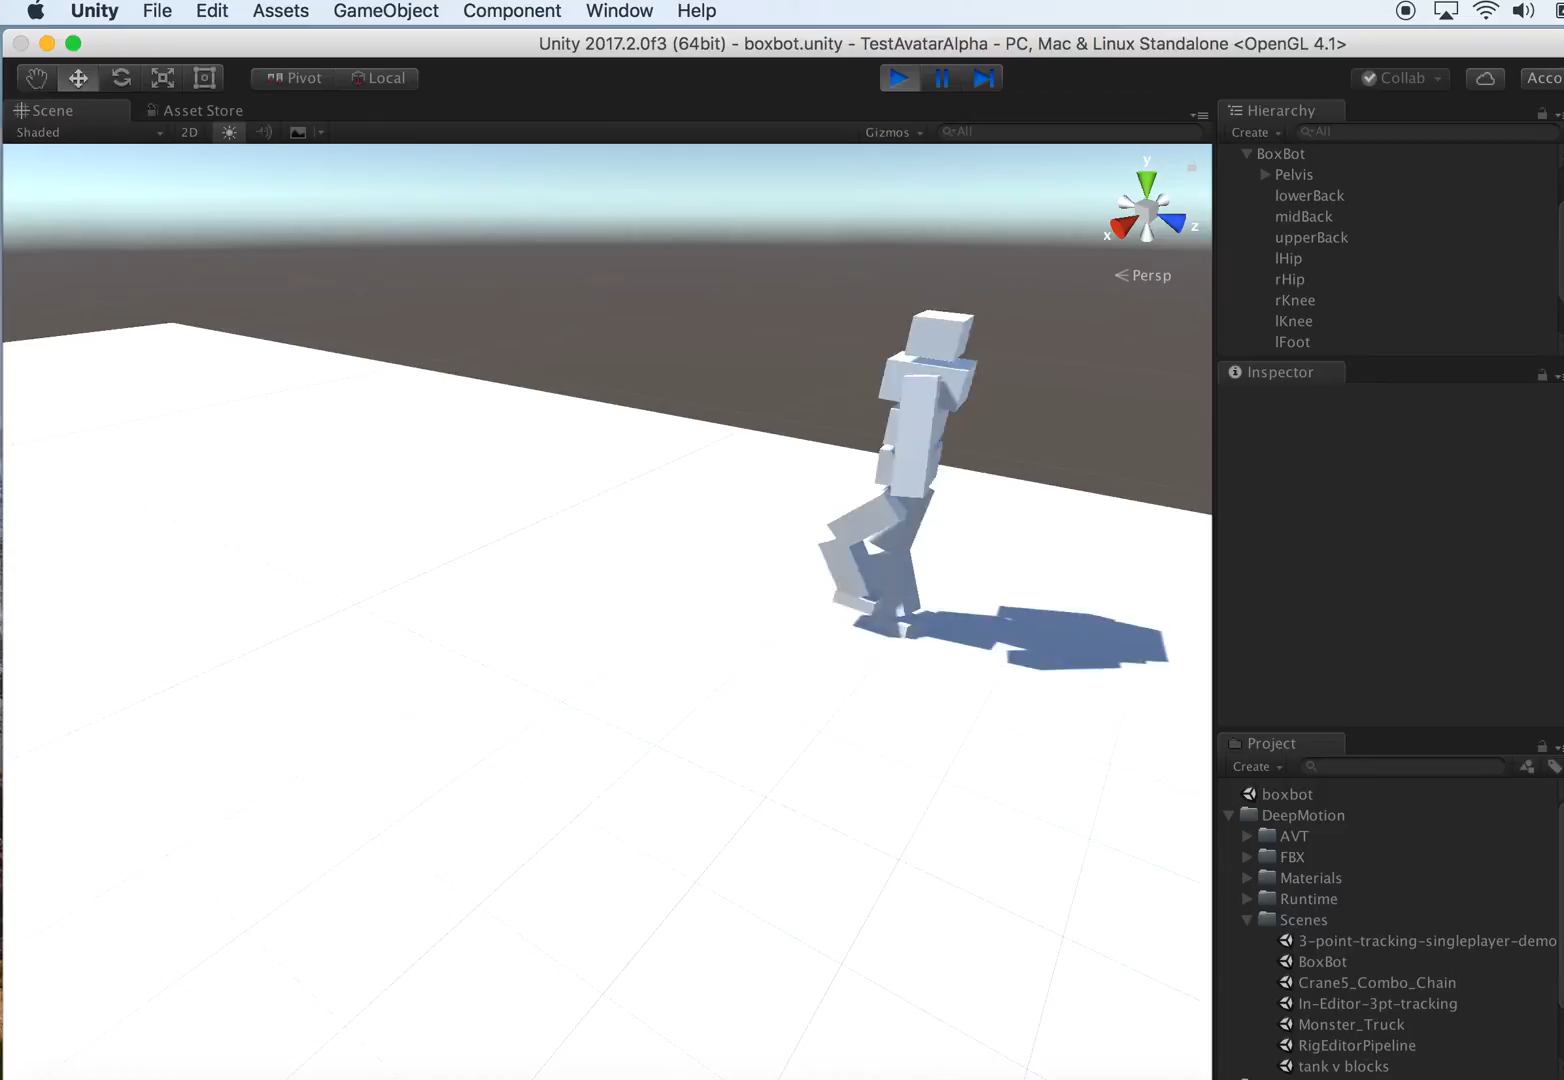 Unity File Edit Assets GameObject Component Window Help
Unity 2017.2.0f3 (64bit) - boxbot.unity - TestAvatarAlpha - PC, Mac & Linux Standalone <OpenGL 4.1>
Pivot Local Collab Acco
Scene Asset Store
Shaded 2D Gizmos All
y
x
z
Persp
Hierarchy
Create All
BoxBot
Pelvis
lowerBack
midBack
upperBack
lHip
rHip
rKnee
lKnee
lFoot
Inspector
Project
Create
boxbot
DeepMotion
AVT
FBX
Materials
Runtime
Scenes
3-point-tracking-singleplayer-demo
BoxBot
Crane5_Combo_Chain
In-Editor-3pt-tracking
Monster_Truck
RigEditorPipeline
tank v blocks